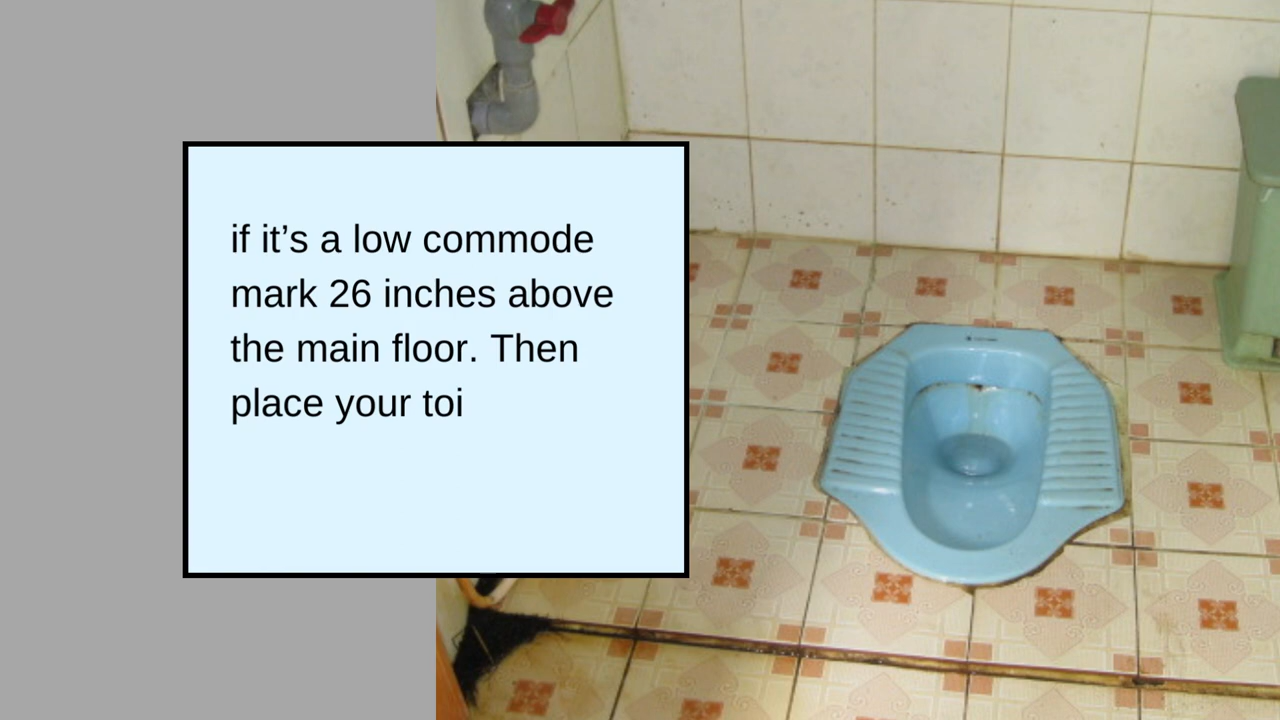 if it’s a low commode
mark 26 inches above
the main floor. Then
place your toi